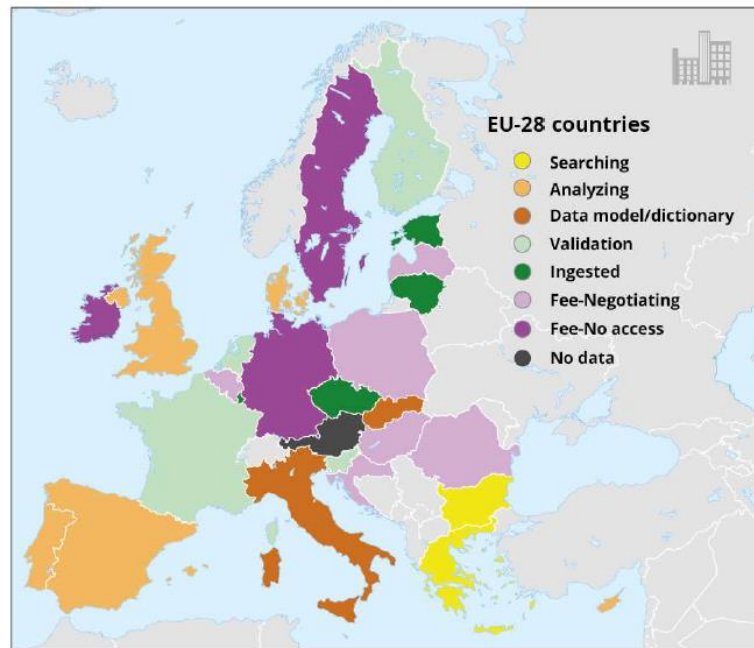 EU-28 countries
Searching
Analyzing
Data model/dictionary
Validation
Ingested
Fee-Negotiating
Fee-No access
No data